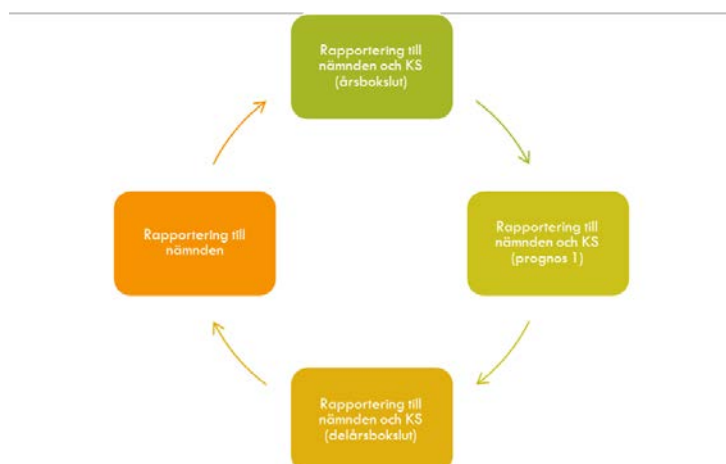 Rapportering till
nämnden och KS
(årsbokslut)
Rapportering till
nämnden och KS
(prognos 1)
Rapportering till
nämnden och KS
(delårsbokslut)
Rapportering till
nämnden